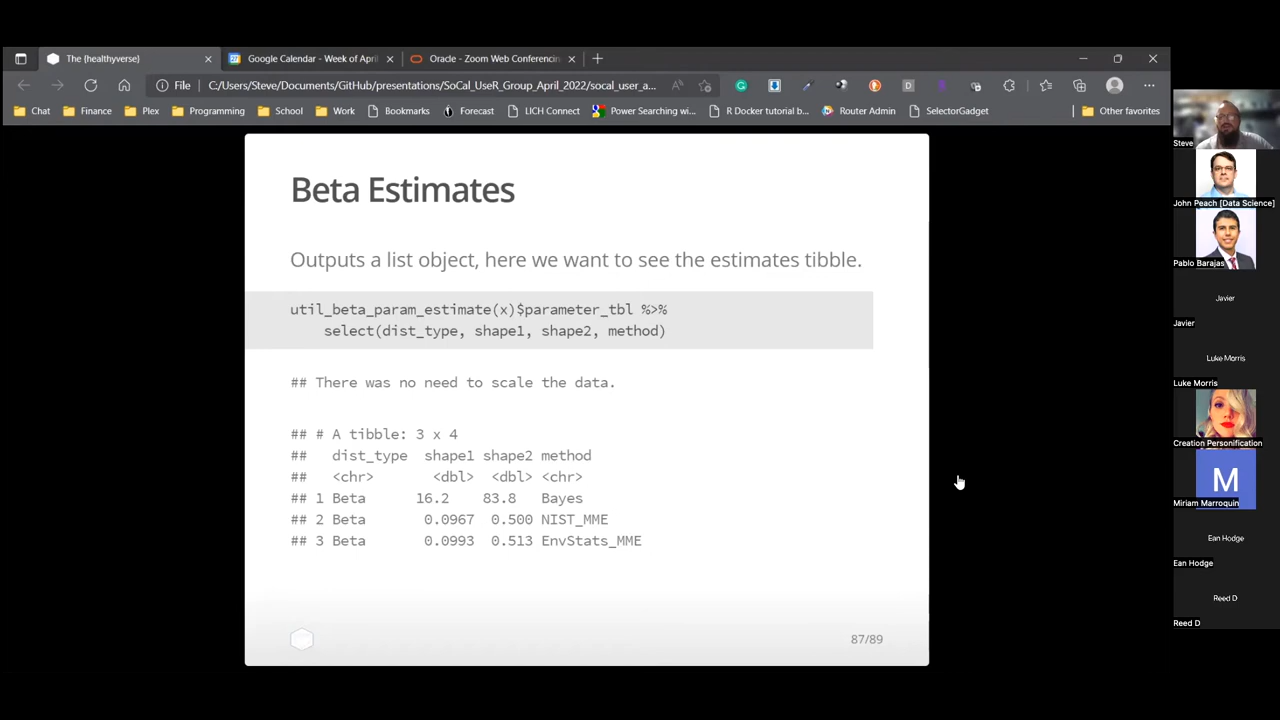 The {healthyverse}
Google Calendar - Week of April
Oracle - Zoom Web Conferencin
File
C:/Users/Steve/Documents/GitHub/presentations/SoCal_UseR_Group_April_2022/socal_user_a...
Chat
Finance
Plex
Programming
School
Work
Bookmarks
Forecast
LICH Connect
Power Searching wi...
R Docker tutorial b...
Router Admin
SelectorGadget
Other favorites
Beta Estimates
Outputs a list object, here we want to see the estimates tibble.
util_beta_param_estimate(x)$parameter_tbl %>%
select(dist_type, shape1, shape2, method)
## There was no need to scale the data.
## # A tibble: 3 x 4
## dist_type shape1 shape2 method
## <chr> <dbl> <dbl> <chr>
## 1 Beta 16.2 83.8 Bayes
## 2 Beta 0.0967 0.500 NIST_MME
## 3 Beta 0.0993 0.513 EnvStats_MME
87/89
Steve
John Peach [Data Science]
Pablo Barajas
Javier
Javier
Luke Morris
Luke Morris
Creation Personification
M
Miriam Marroquin
Ean Hodge
Ean Hodge
Reed D
Reed D